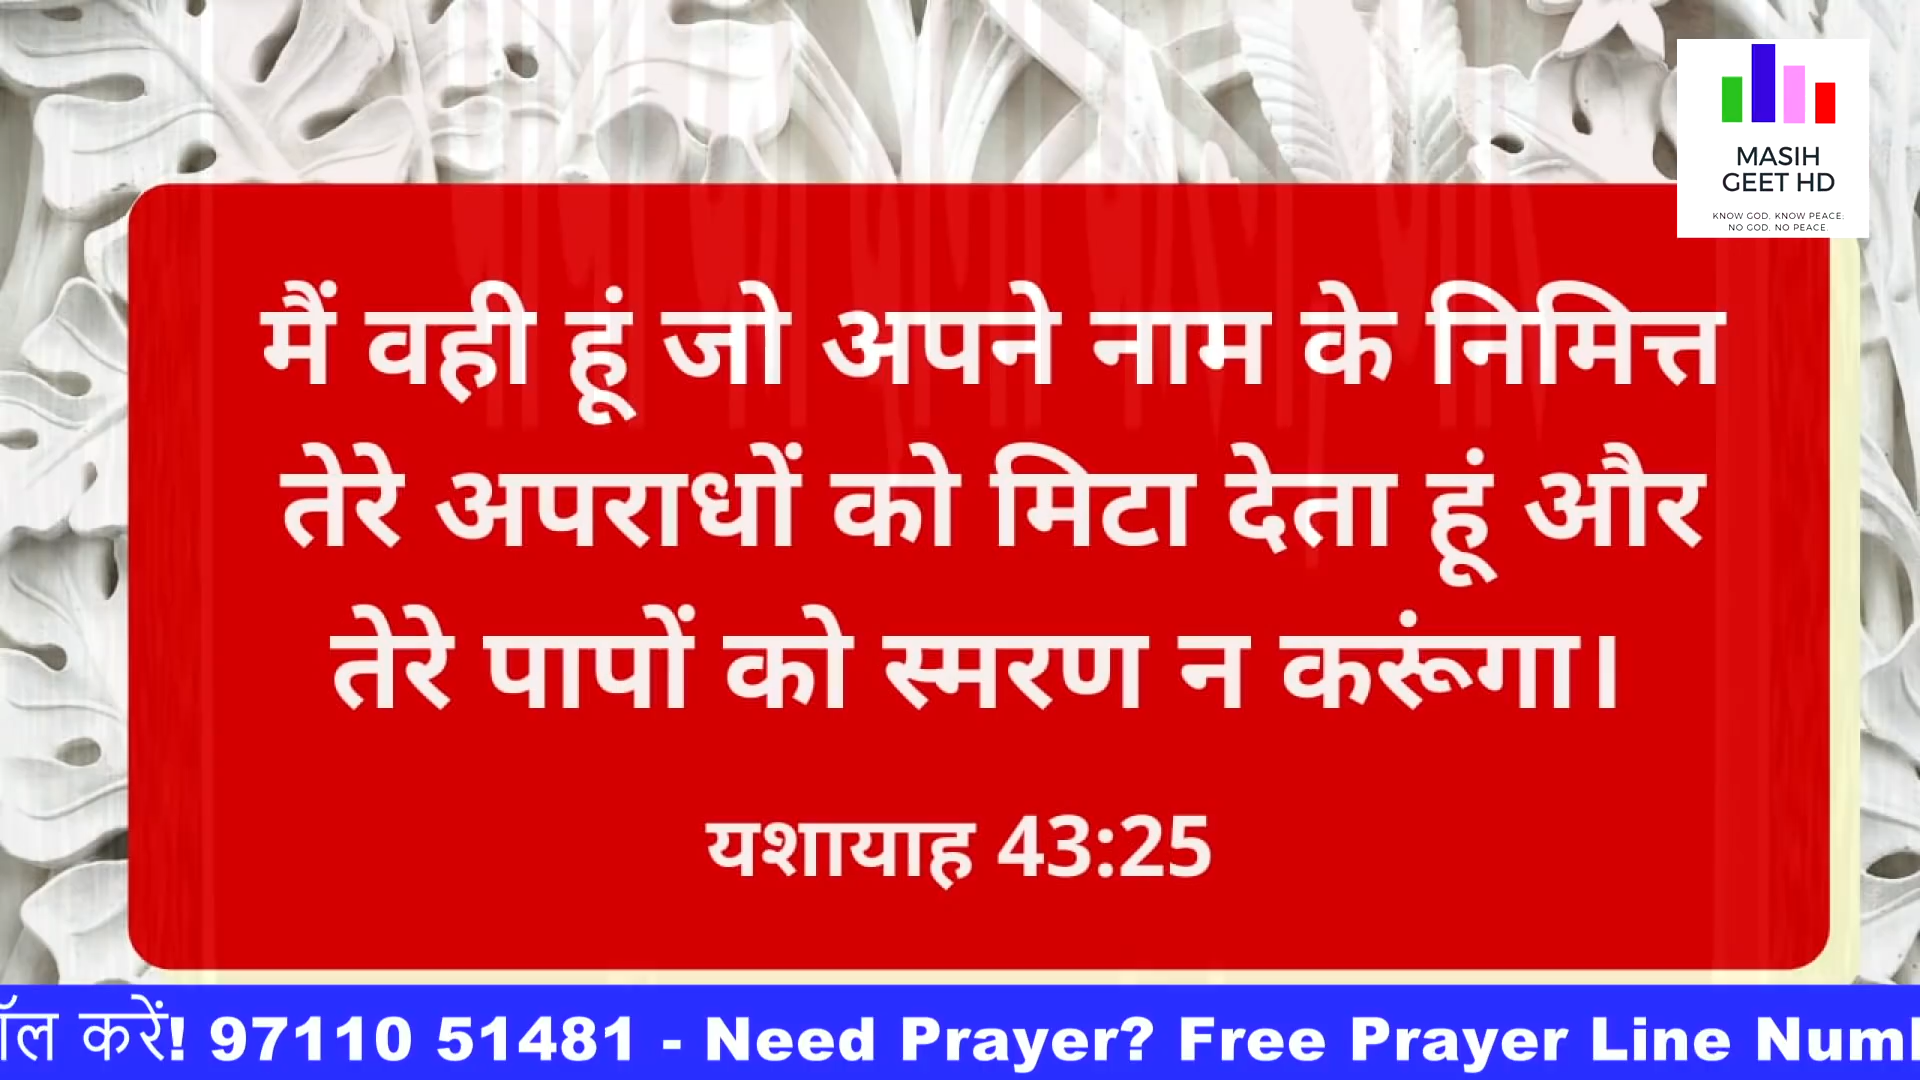 MASIH
GEET HD
KNOW GOD. KNOW PEACE.
NO GOD. NO PEACE.
मैं वही हूं जो अपने नाम के निमित्त
तेरे अपराधों को मिटा देता हूं और
तेरे पापों को स्मरण न करूंगा।
यशायाह 43:25
करें! 97110 51481 - Need Prayer? Free Prayer Line